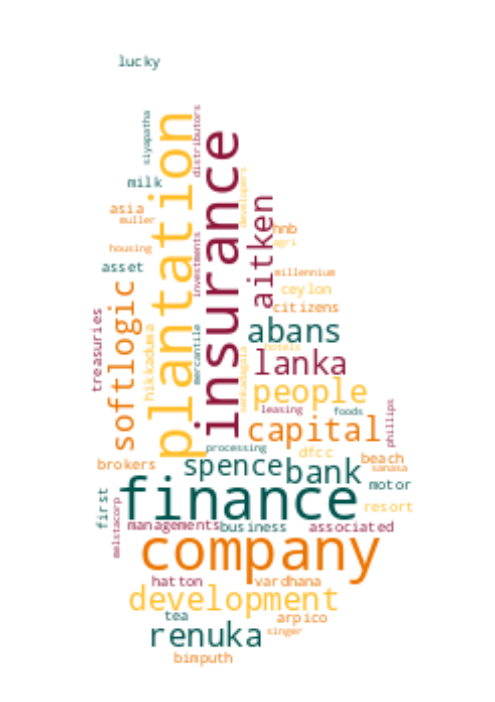 lucky
siyapatha
plantation
distributors
insurance
milk
developers
asia
muller
aitken
hnb
agri
housing
investments
asset
millennium
ceylon
citizens
softlogic
treasuries
hikkaduwa
mercantile
abans
hotels
lanka
sankadagala
people
leasing
foods
phillips
capital
processing
dfcc
beach
brokers
spence
bank
sanasa
motor
finance
first
resort
melstacorp
managements
business
associated
company
hatton
vardhana
development
tea
arpico
renuka
singer
bimputh